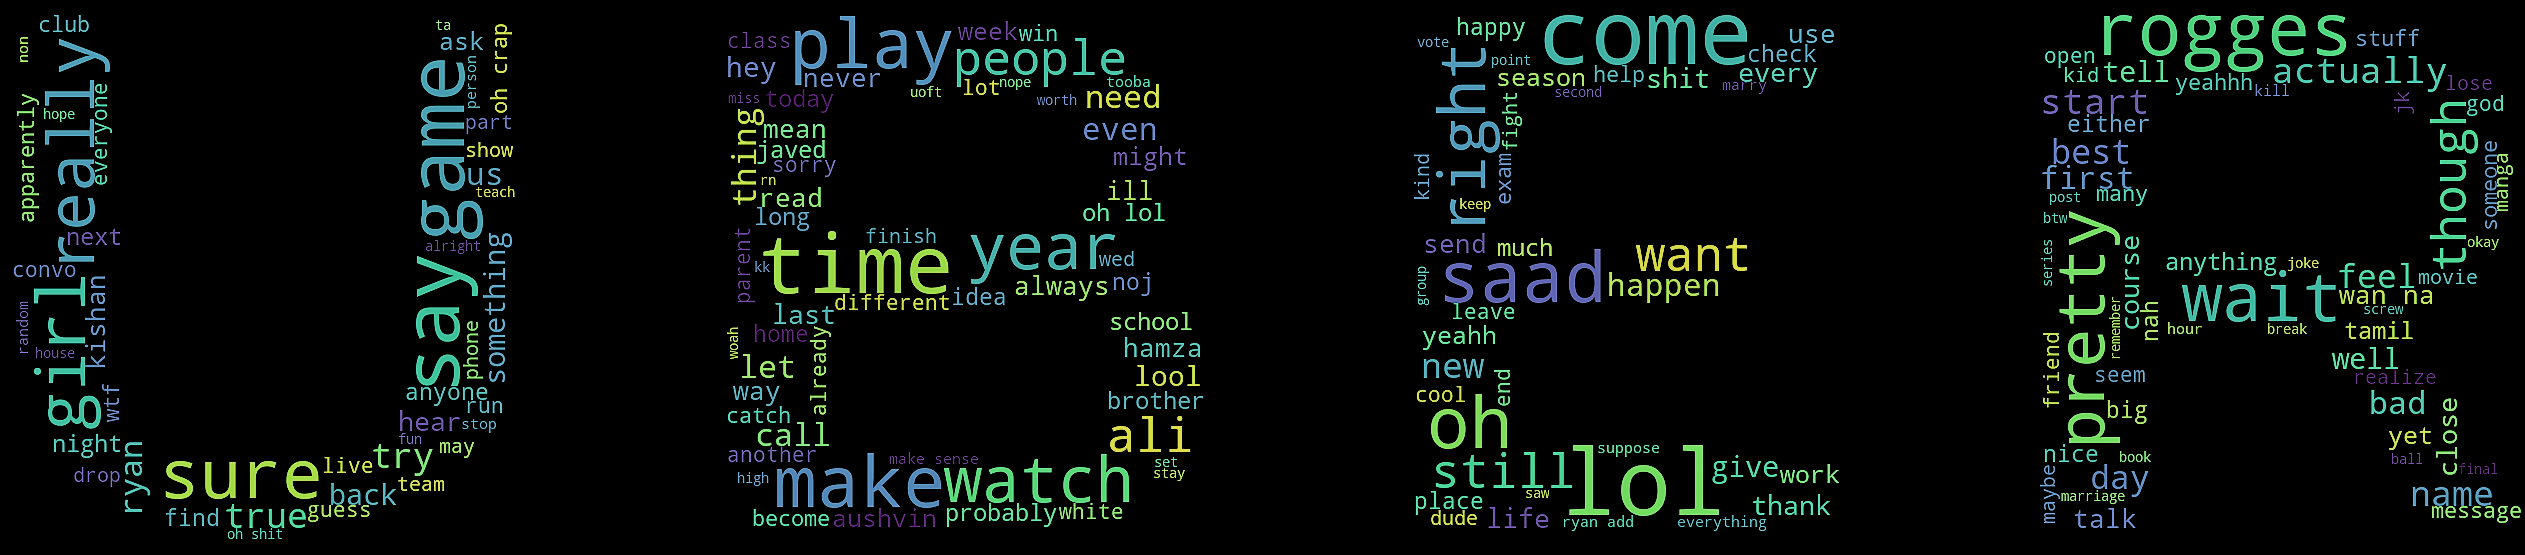 club
non
really
hope
everyone
apparently
next
convo
girl
kishan
random
house
wtf
night
drop
ryan
sure
live
try
find
true
guess
back
team
oh shit
ta
ask
oh crap
game
person
part
show
us
teach
say
alright
something
phone
anyone
run
hear
stop
fun
may
class
play
week
win
hey
never
people
uoft
lot
nope
tooba
miss
today
worth
need
thing
mean
javed
sorry
rn
read
even
might
ill
long
oh lol
parent
finish
time
year
kk
wed
different
idea
always
noj
last
home
woah
let
already
way
catch
call
another
school
hamza
lool
brother
ali
high
make
make sense
watch
set
stay
become
aushvin
probably
white
vote
happy
come
use
point
check
season
help
shit
every
second
marry
right
fight
kind
exam
keep
send
much
want
group
saad
happen
leave
yeahh
new
cool
end
oh
suppose
still
lol
give
work
place
saw
thank
dude
life
ryan add
everything
rogges
stuff
open
kid
tell
yeahhh
kill
actually
lose
start
jk
god
either
though
best
first
someone
manga
post
many
btw
okay
series
pretty
course
anything
joke
feel
movie
wait
wan na
remember
nah
hour
break
screw
tamil
friend
seem
well
realize
big
bad
close
yet
nice
book
ball
final
maybe
day
marriage
talk
name
message